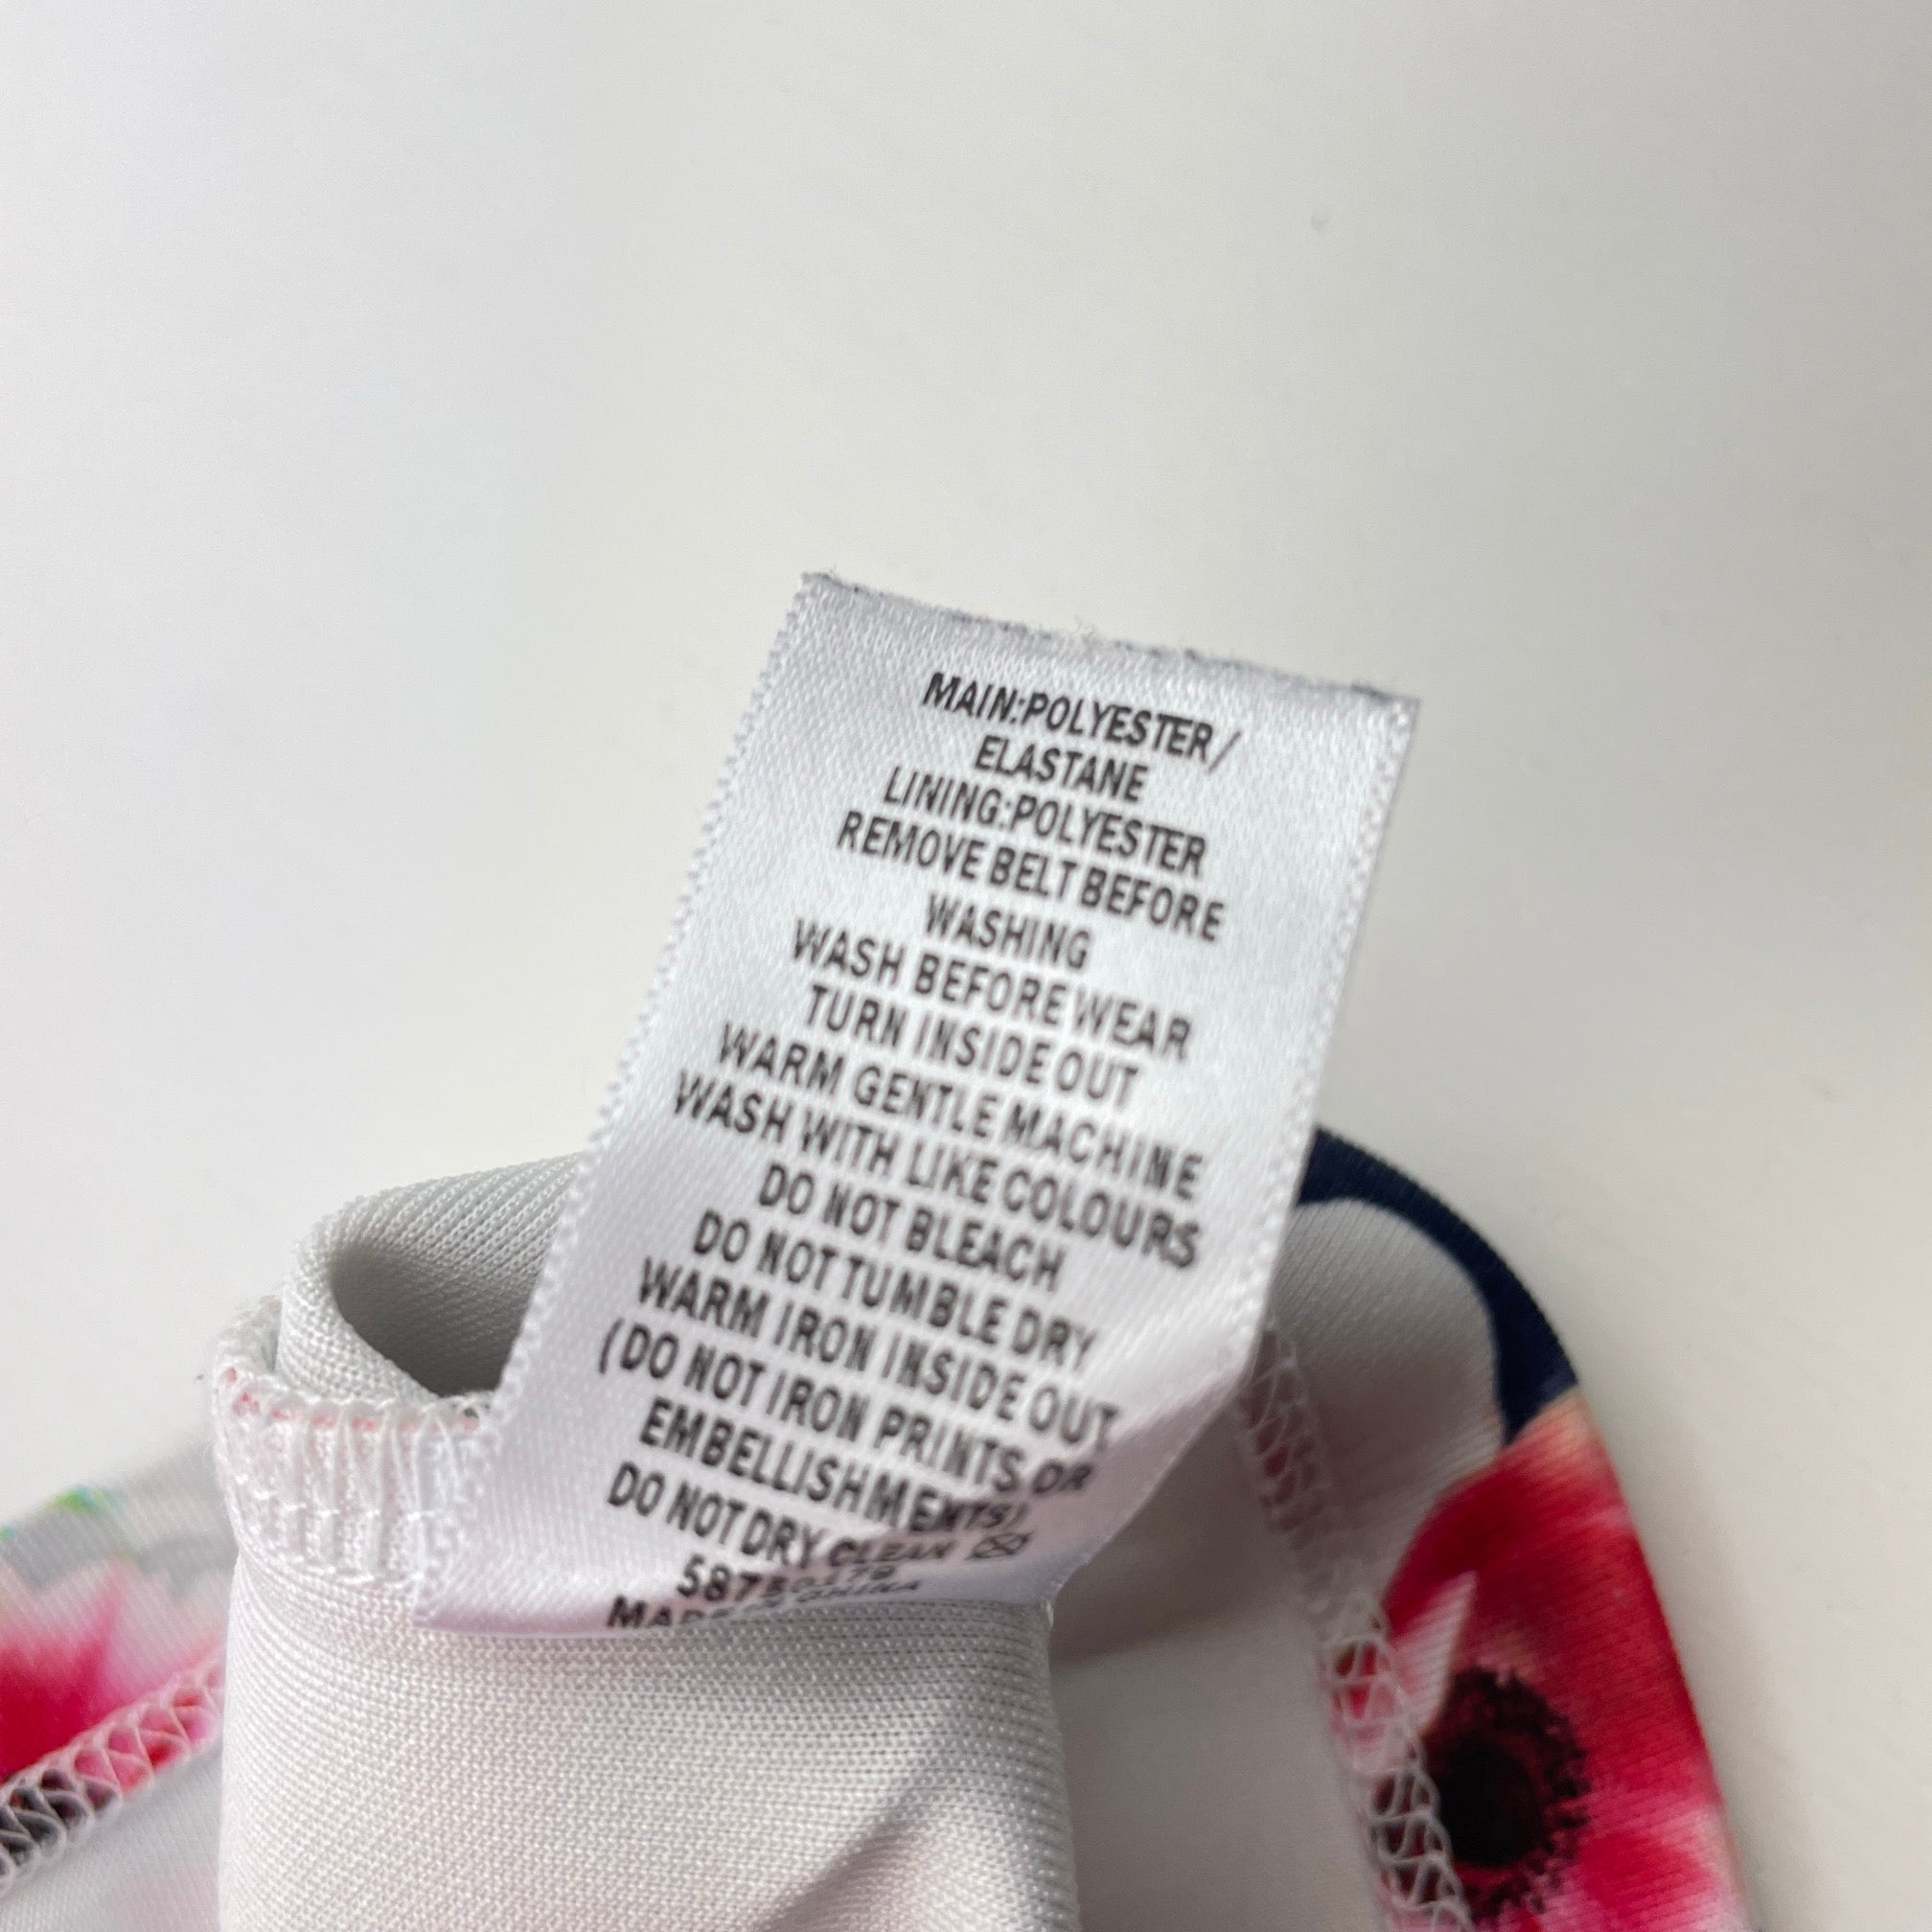 MAIN:POLYESTER/
ELASTANE
LINING:POLYESTER
REMOVE BELT BEFORE
WASHING
WASH BEFORE WEAR
TURN INSIDE OUT
WARM GENTLE MACHINE
WASH WITH LIKE COLOURS
DO NOT BLEACH
DO NOT TUMBLE DRY
WARM IRON INSIDE OUT
(DO NOT IRON PRINTS OR
EMBELLISHMENTS)
DO NOT DRY CLEAN